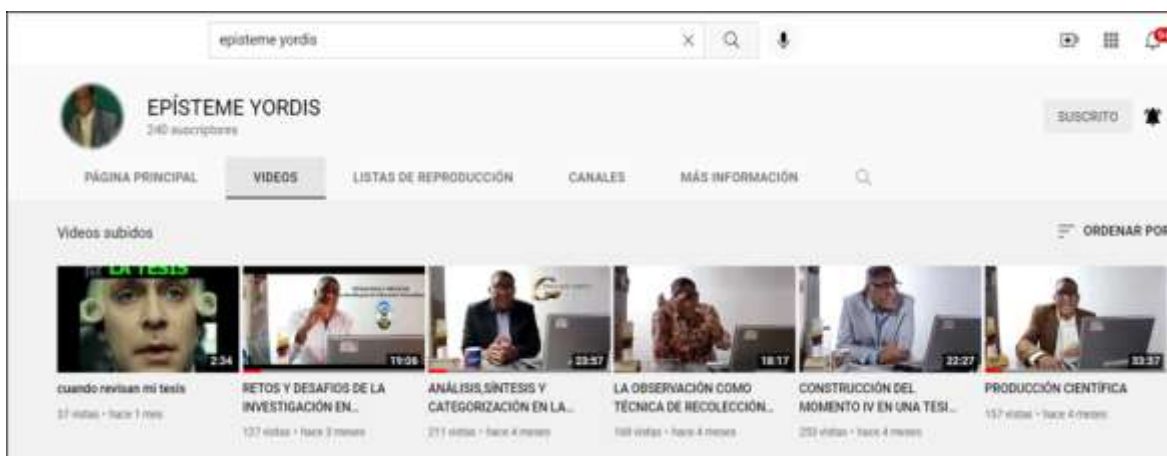 episteme yordis
EPÍSTEME YORDIS
240 suscriptores
SUSCRITO
PÁGINA PRINCIPAL
VIDEOS
LISTAS DE REPRODUCCIÓN
CANALES
MÁS INFORMACIÓN
Videos subidos
ORDENAR POR
LA TESIS
2:34
cuando revisan mi tesis
57 vistas • hace 1 mes
19:06
RETOS Y DESAFIOS DE LA
INVESTIGACIÓN EN...
127 vistas • hace 3 meses
23:57
ANÁLISIS,SÍNTESIS Y
CATEGORIZACIÓN EN LA...
211 vistas • hace 4 meses
18:17
LA OBSERVACIÓN COMO
TÉCNICA DE RECOLECCIÓN...
vistas • hace 4 meses
22:27
CONSTRUCCIÓN DEL
MOMENTO IV EN UNA TESI...
vistas • hace 4 meses
33:37
PRODUCCIÓN CIENTÍFICA
157 vistas • hace 4 meses